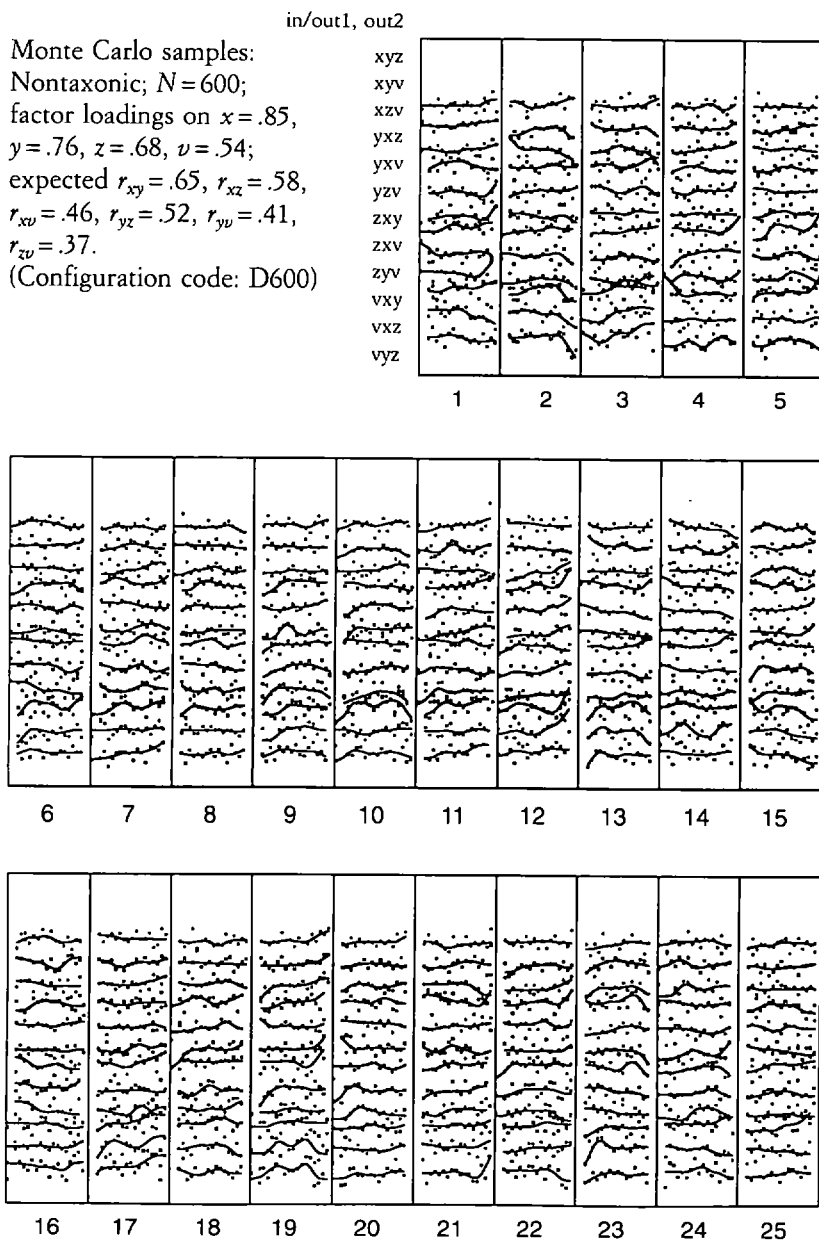 in/out1, out2
Monte Carlo samples:
Nontaxonic; N = 600;
factor loadings on x = .85,
y = .76, z = .68, v = .54;
expected r_xy = .65, r_xz = .58,
r_xv = .46, r_yz = .52, r_yv = .41,
r_zv = .37.
(Configuration code: D600)
xyz
xyv
xzv
yxz
yxv
yzv
zxy
zxv
zyv
vxy
vxz
vyz
1 2 3 4 5
6 7 8 9 10 11 12 13 14 15
16 17 18 19 20 21 22 23 24 25